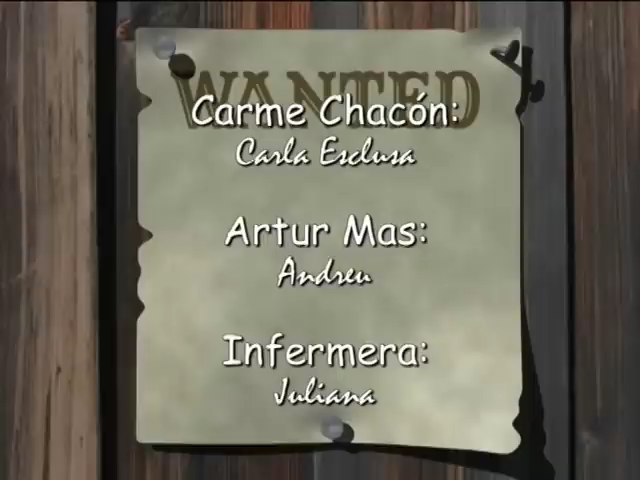 WANTED
Carme Chacón:
Carla Esclusa
Artur Mas:
Andreu
Infermera:
Juliana